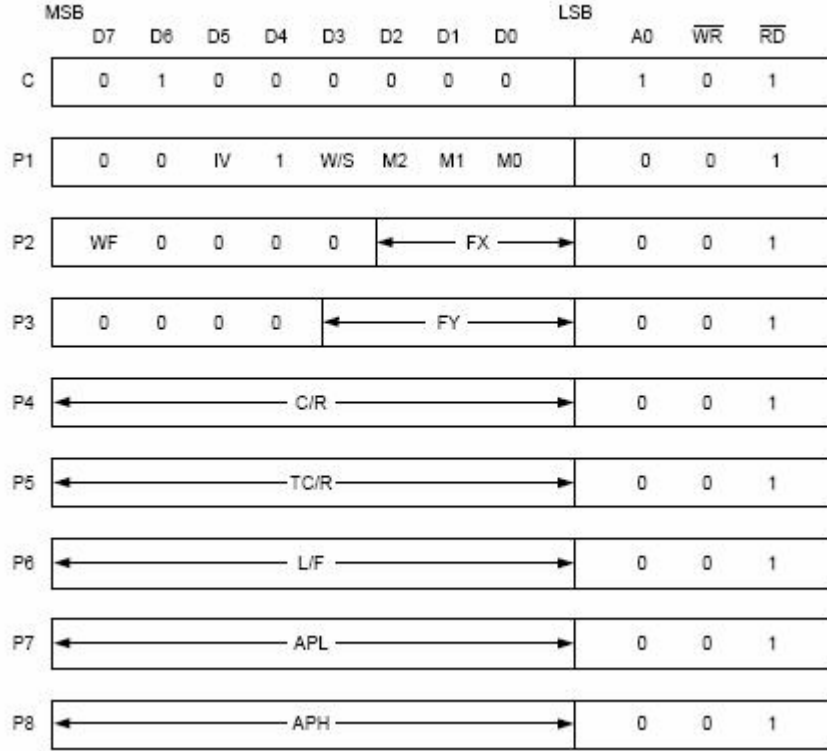 MSB LSB
D7 D6 D5 D4 D3 D2 D1 D0 A0 WR RD
C 0 1 0 0 0 0 0 0 1 0 1
P1 0 0 IV 1 W/S M2 M1 M0 0 0 1
P2 WF 0 0 0 0 FX 0 0 1
P3 0 0 0 0 FY 0 0 1
P4 C/R 0 0 1
P5 TC/R 0 0 1
P6 L/F 0 0 1
P7 APL 0 0 1
P8 APH 0 0 1